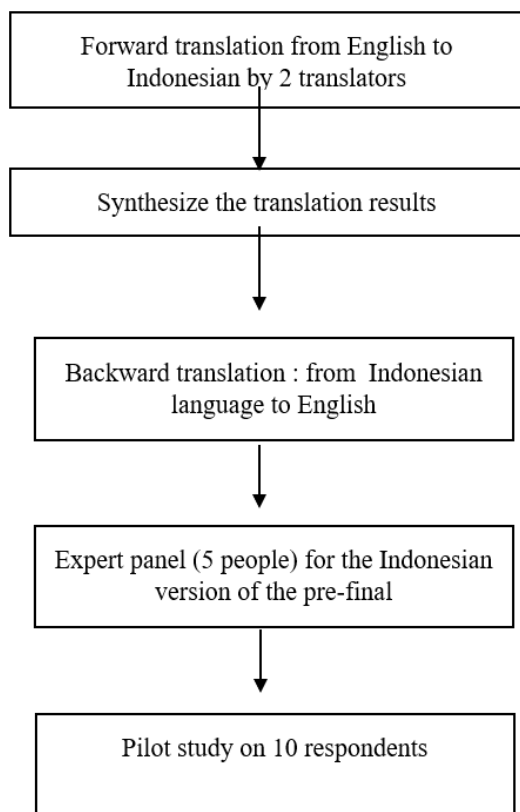 Forward translation from English to
Indonesian by 2 translators
Synthesize the translation results
Backward translation : from Indonesian
language to English
Expert panel (5 people) for the Indonesian
version of the pre-final
Pilot study on 10 respondents